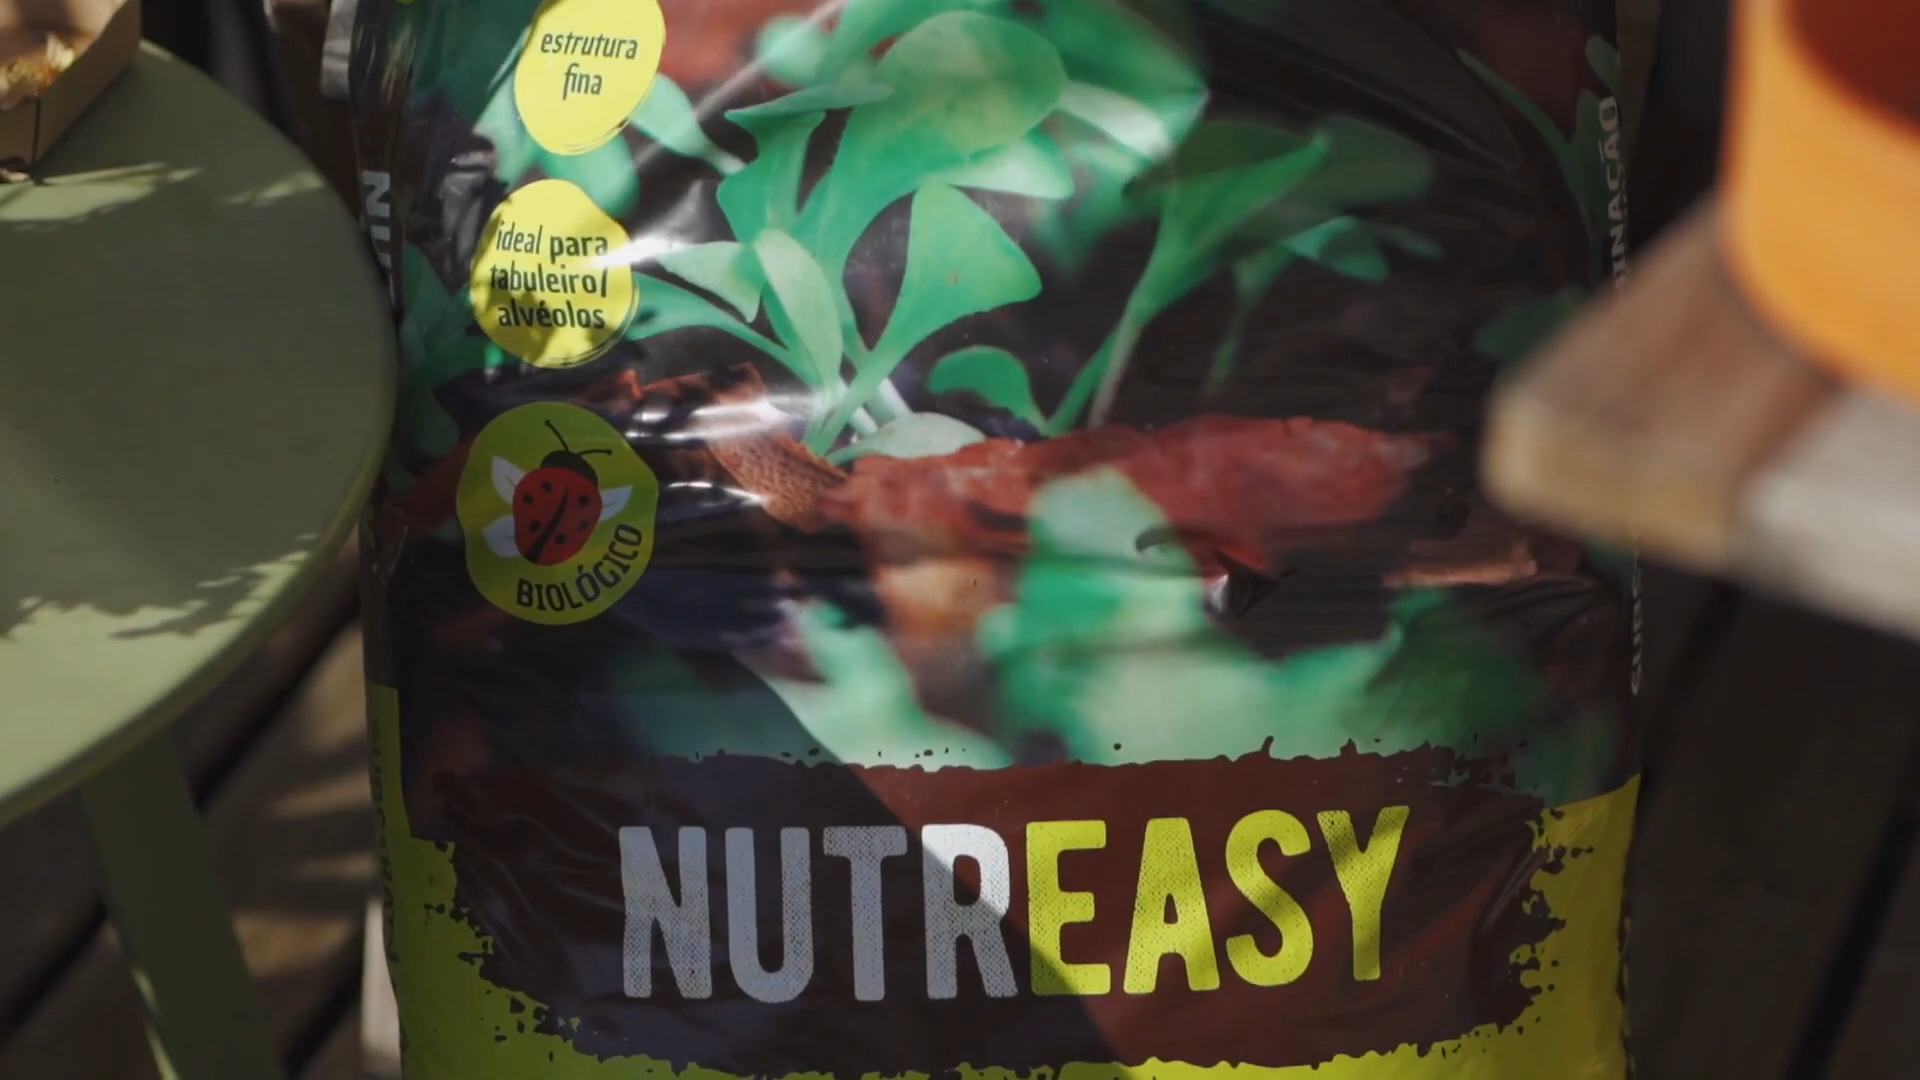 estrutura
fina
ideal para
tabuleiro/
alvéolos
BIOLÓGICO
NUTREASY